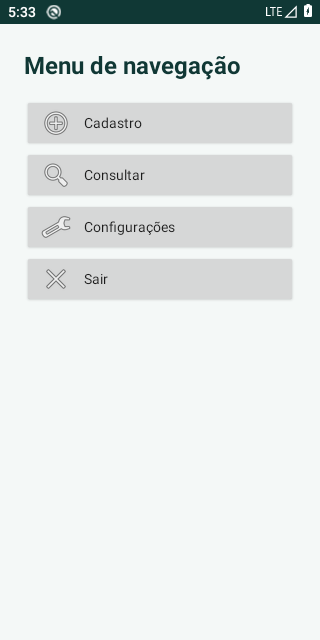 5:33
LTE
Menu de navegação
Cadastro
Consultar
Configurações
Sair